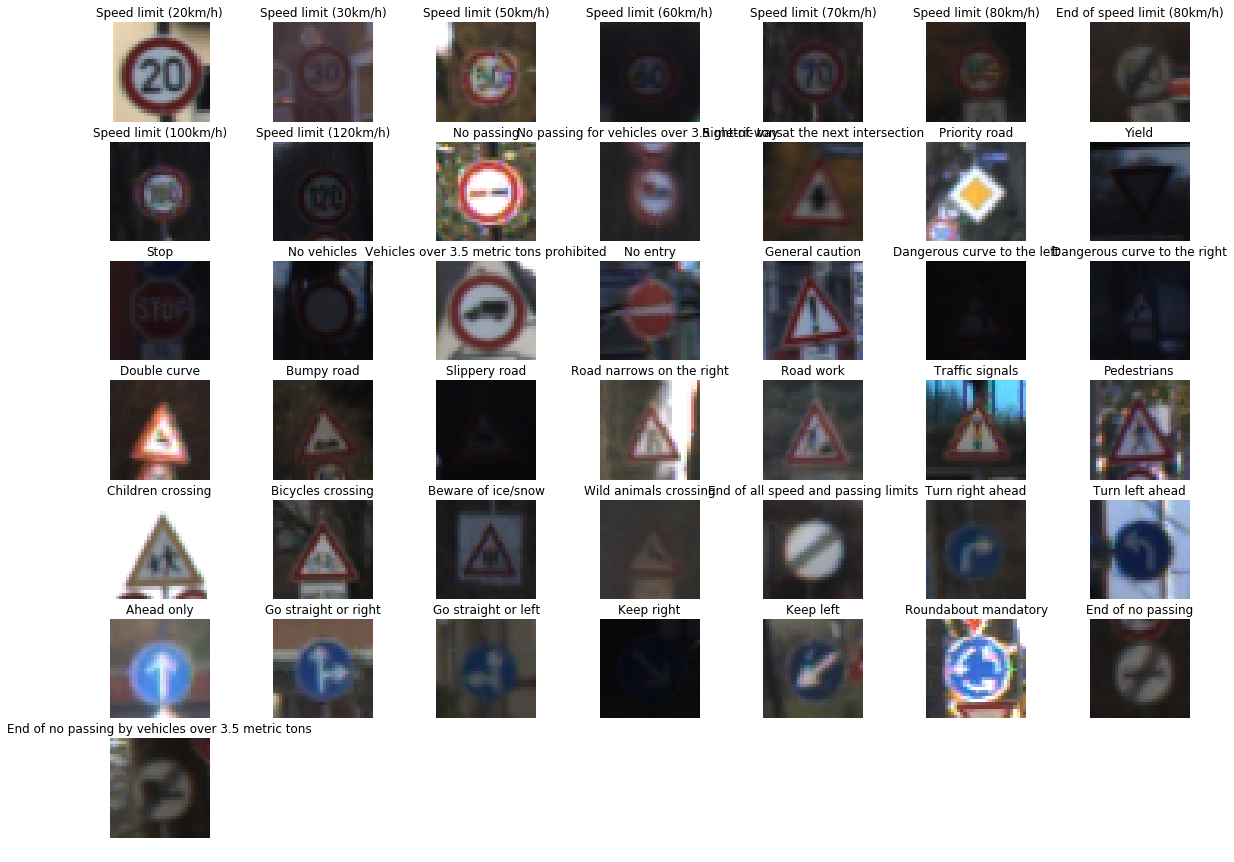 Speed limit (20km/h)
Speed limit (30km/h)
Speed limit (50km/h)
Speed limit (60km/h)
Speed limit (70km/h)
Speed limit (80km/h)
End of speed limit (80km/h)
20
30
50
60
70
Speed limit (100km/h)
Speed limit (120km/h)
No passing
No passing for vehicles over 3.5 metric tons
Right-of-way at the next intersection
Priority road
Yield
120
Stop
No vehicles
Vehicles over 3.5 metric tons prohibited
No entry
General caution
Dangerous curve to the left
Dangerous curve to the right
STOP
Double curve
Bumpy road
Slippery road
Road narrows on the right
Road work
Traffic signals
Pedestrians
Children crossing
Bicycles crossing
Beware of ice/snow
Wild animals crossing
End of all speed and passing limits
Turn right ahead
Turn left ahead
Ahead only
Go straight or right
Go straight or left
Keep right
Keep left
Roundabout mandatory
End of no passing
End of no passing by vehicles over 3.5 metric tons